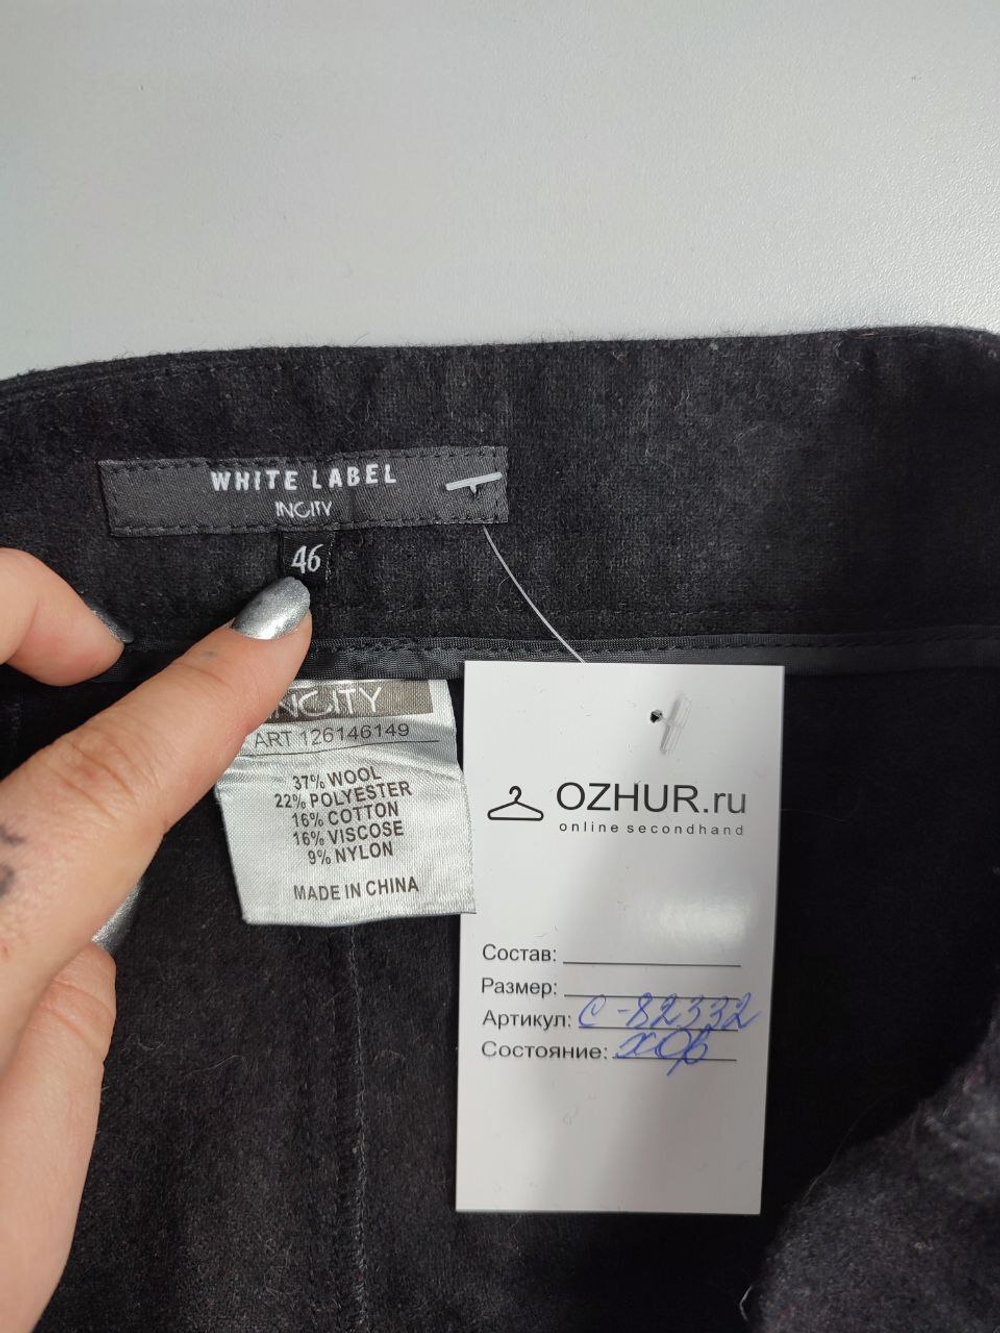 WHITE LABEL
INCITY
46
INCITY
ART 126146149
37% WOOL
22% POLYESTER
16% COTTON
16% VISCOSE
9% NYLON
MADE IN CHINA
OZHUR.ru
online secondhand
Состав:
Размер:
Артикул: С-82332
Состояние: хор